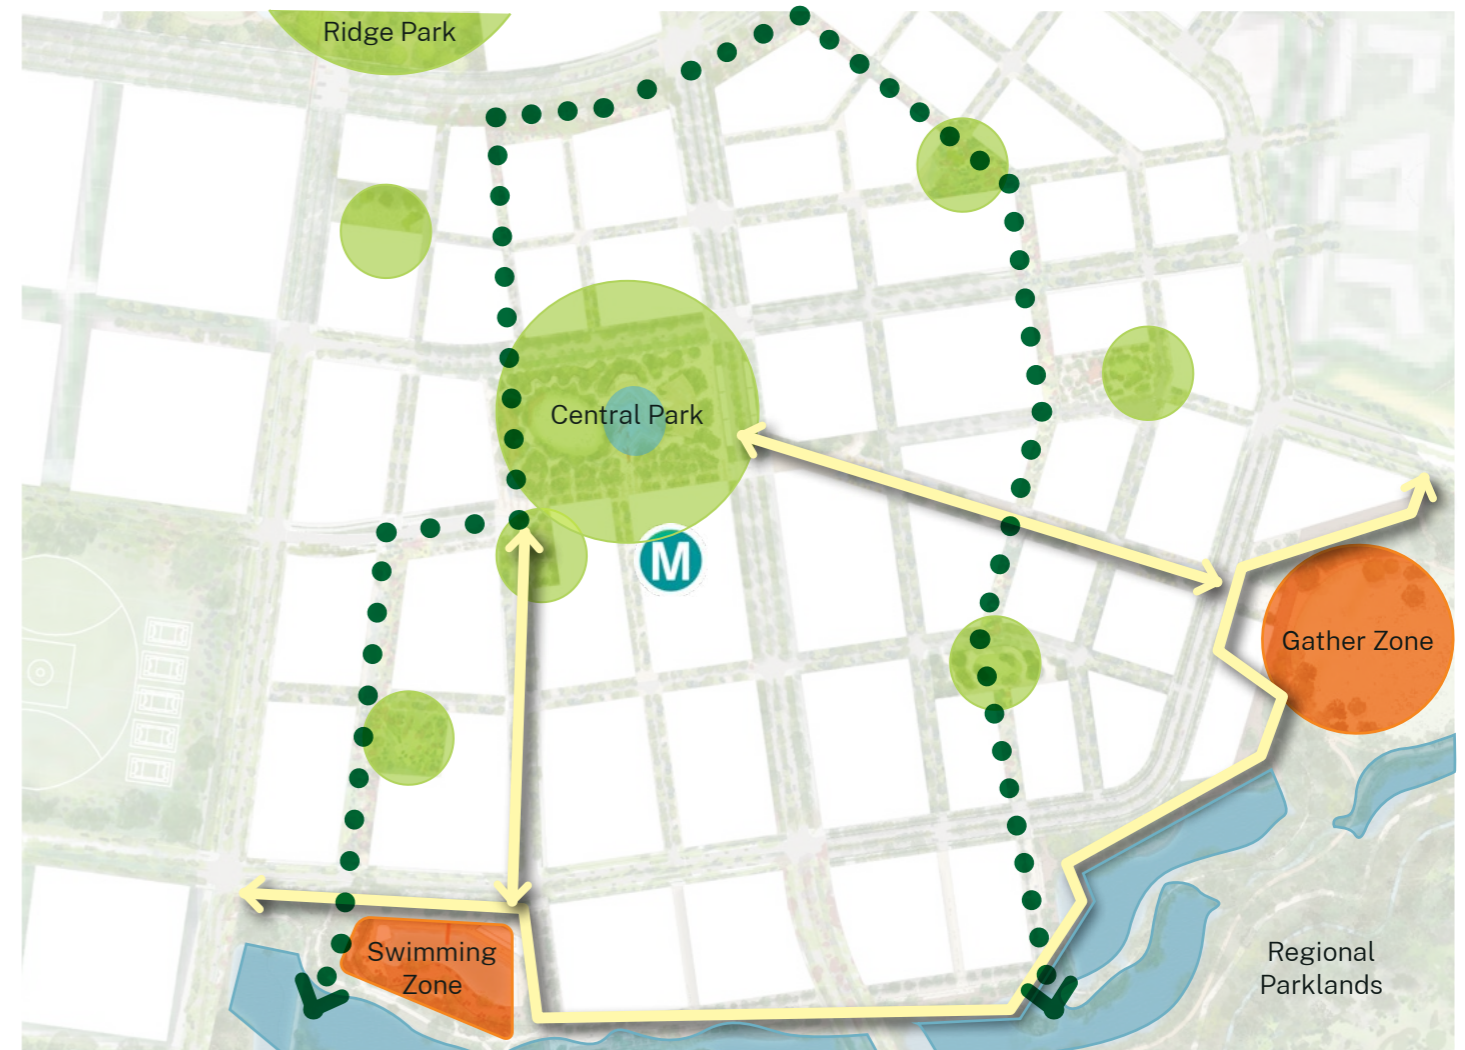 Ridge Park
Central Park
M
Gather Zone
Swimming
Zone
Regional
Parklands